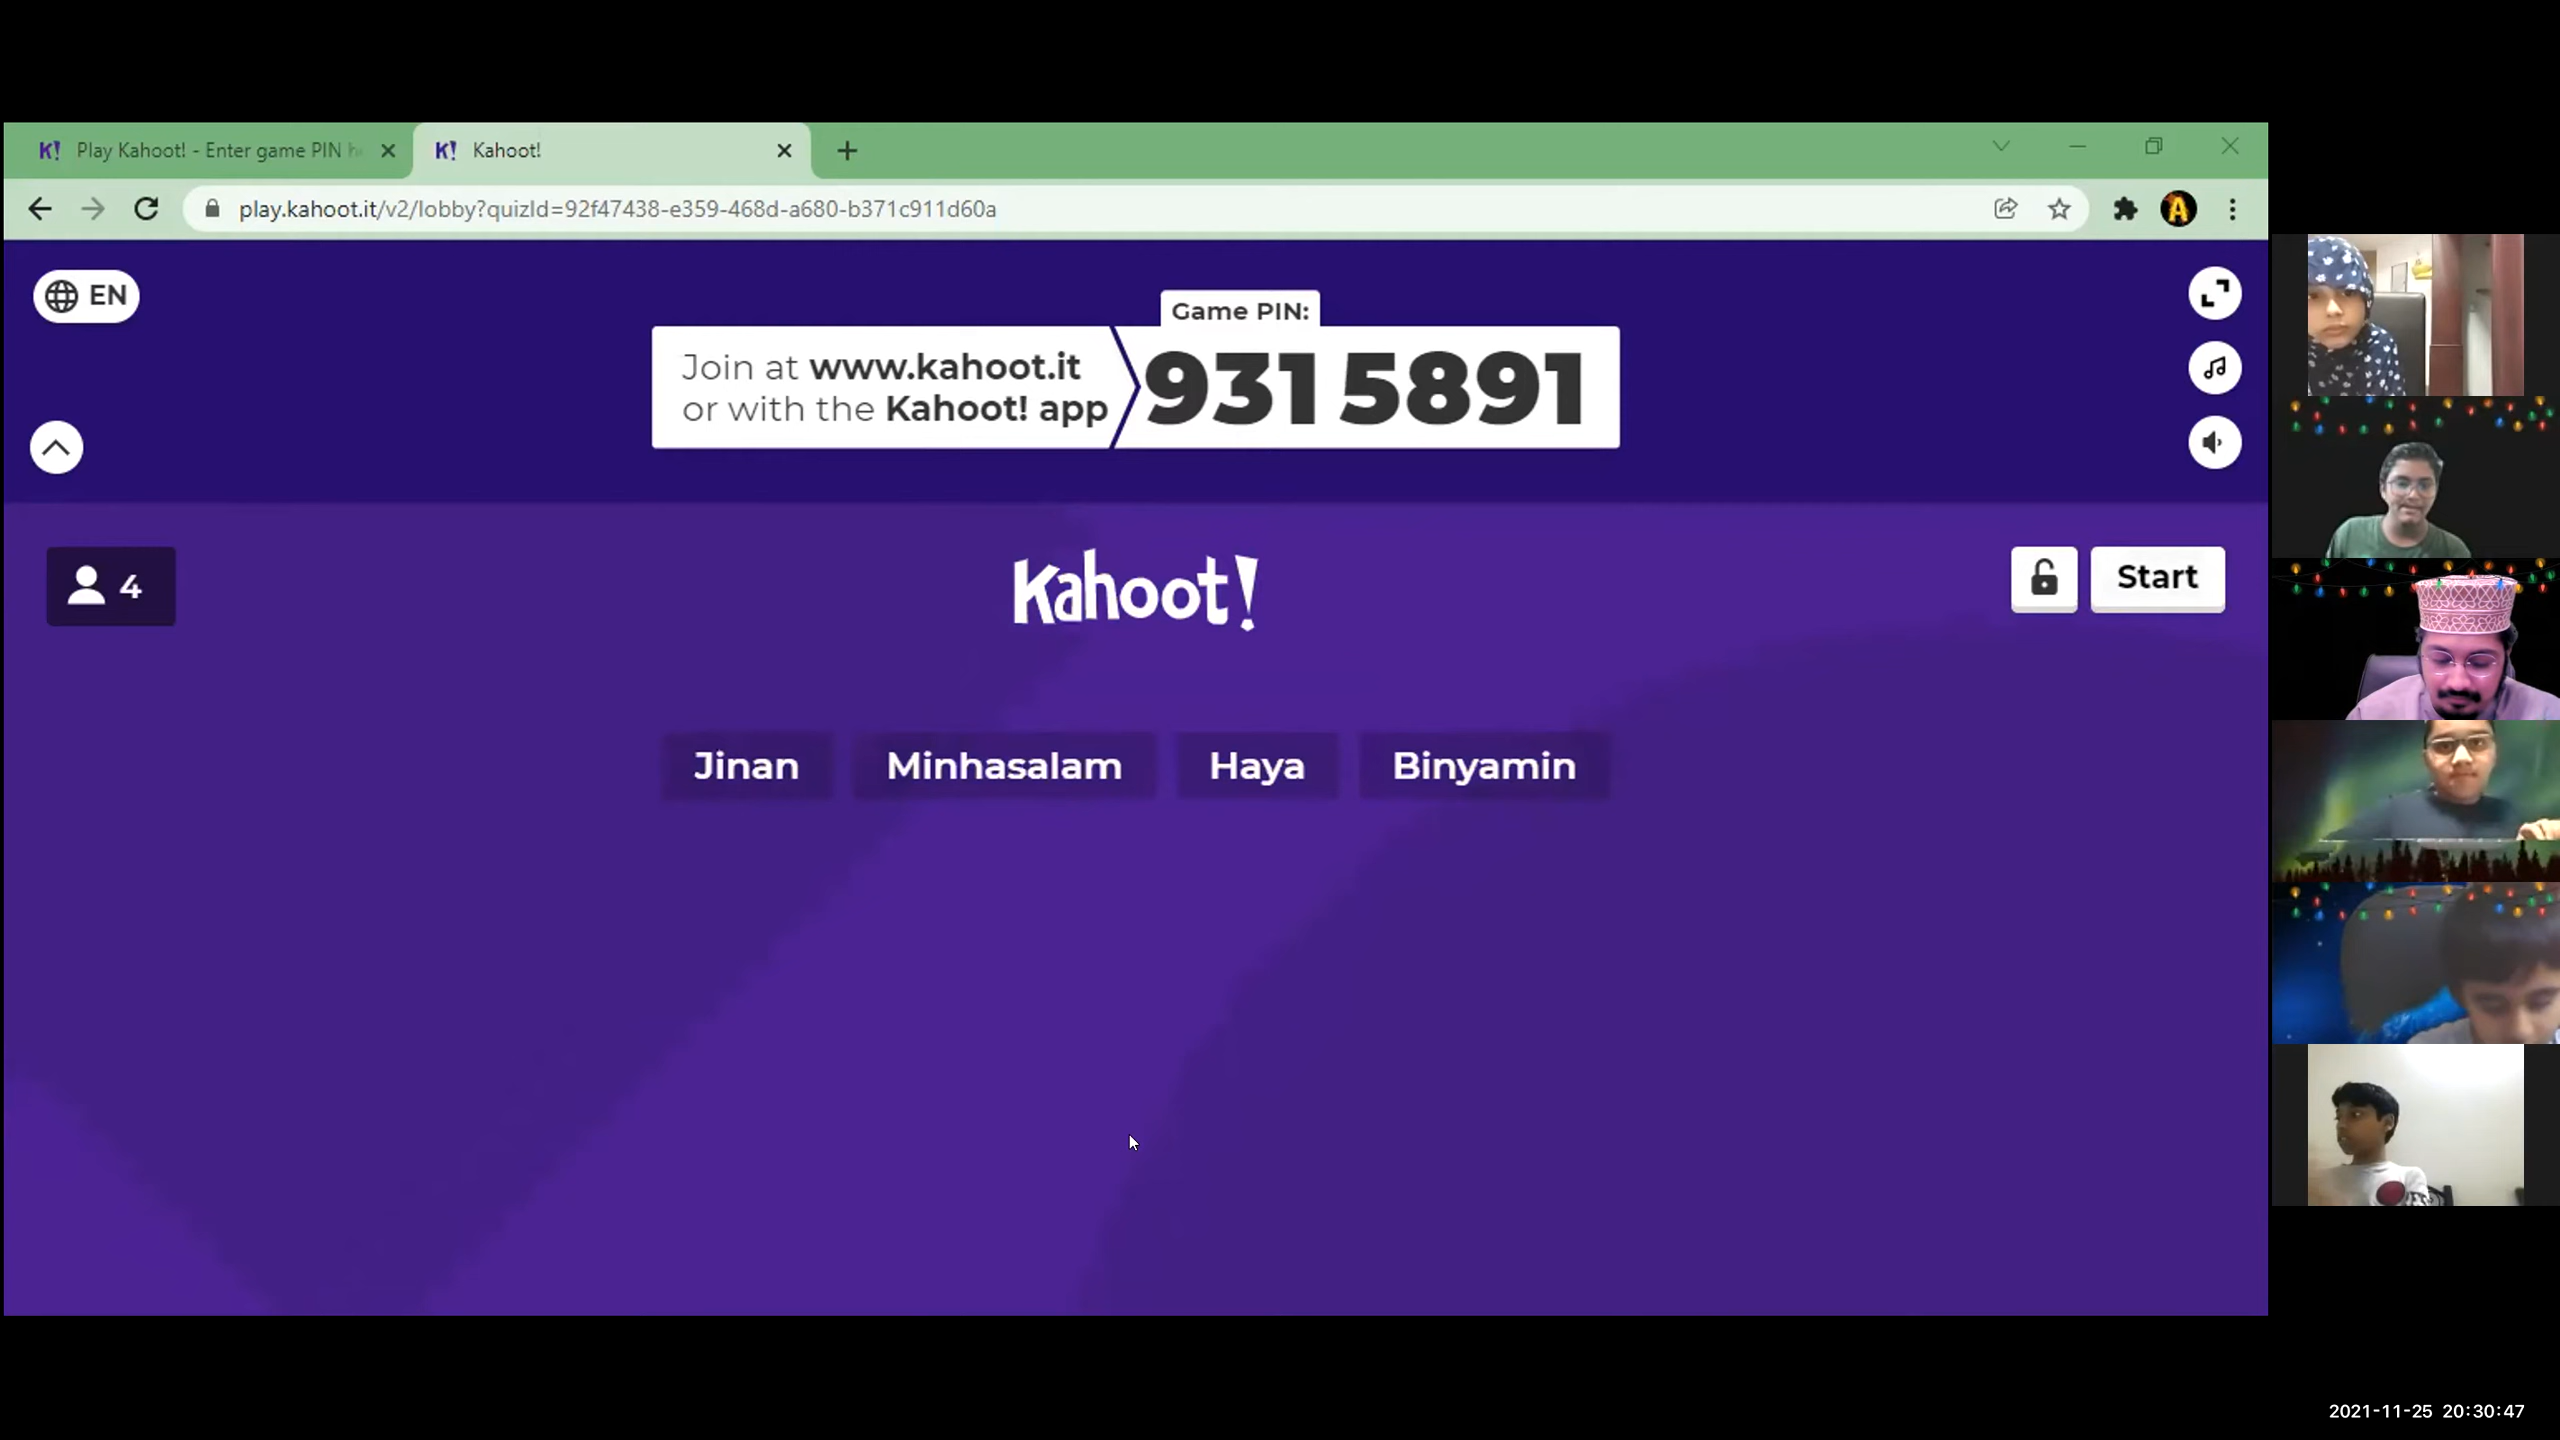 Play Kahoot! - Enter game PIN h
Kahoot!
play.kahoot.it/v2/lobby?quizId=92f47438-e359-468d-a680-b371c911d60a
A
EN
Game PIN:
Join at www.kahoot.it
or with the Kahoot! app
931 5891
4
Kahoot!
Start
Jinan
Minhasalam
Haya
Binyamin
2021-11-25 20:30:47